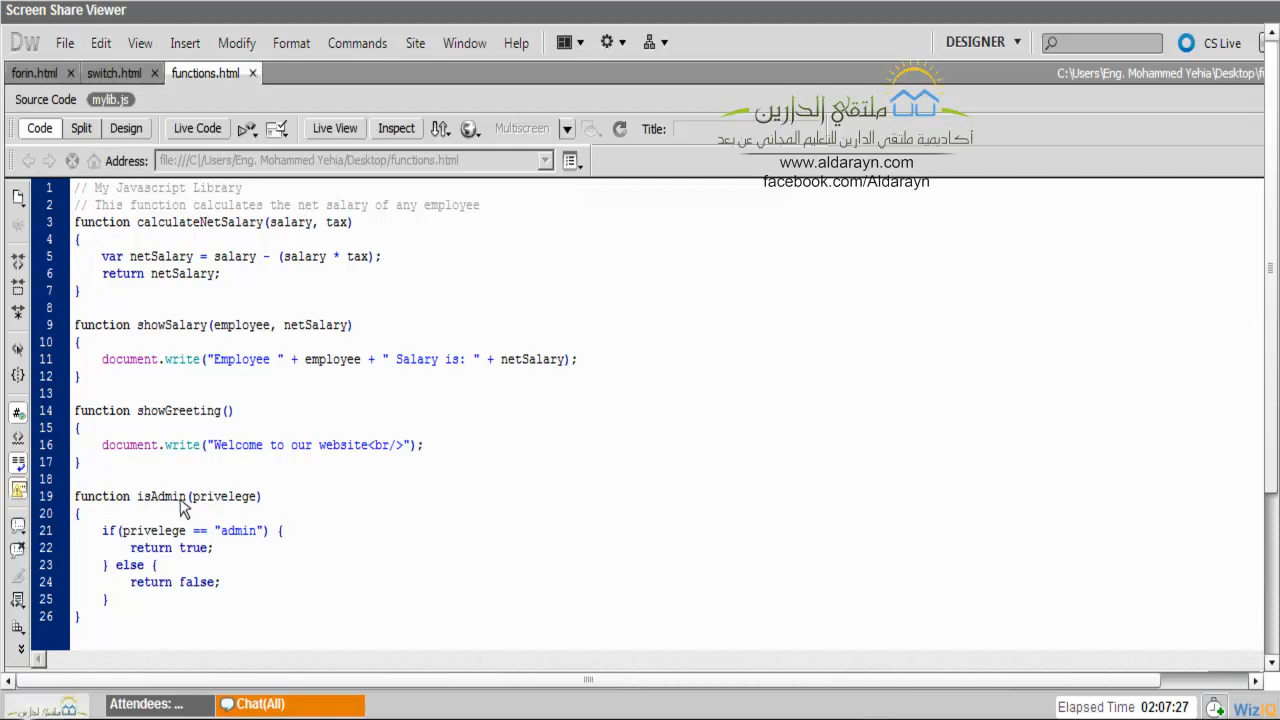 Screen Share Viewer
Dw File Edit View Insert Modify Format Commands Site Window Help DESIGNER CS Live
forin.html × switch.html × functions.html × C:\Users\Eng. Mohammed Yehia\Desktop\fu
Source Code mylib.js
Code Split Design Live Code Live View Inspect Multiscreen Title:
ملتقي الدارين
أكاديمية ملتقي الدارين للتعليم المجاني عن بعد
Address: file:///C|/Users/Eng. Mohammed Yehia/Desktop/functions.html
www.aldarayn.com
facebook.com/Aldarayn
1 // My Javascript Library
2 // This function calculates the net salary of any employee
3 function calculateNetSalary(salary, tax)
4 {
5 var netSalary = salary - (salary * tax);
6 return netSalary;
7 }
8
9 function showSalary(employee, netSalary)
10 {
11 document.write("Employee " + employee + " Salary is: " + netSalary);
12 }
13
14 function showGreeting()
15 {
16 document.write("Welcome to our website<br/>");
17 }
18
19 function isAdmin(privelege)
20 {
21 if(privelege == "admin") {
22 return true;
23 } else {
24 return false;
25 }
26 }
Attendees: ... Chat(All) Elapsed Time 02:07:27 WizIQ